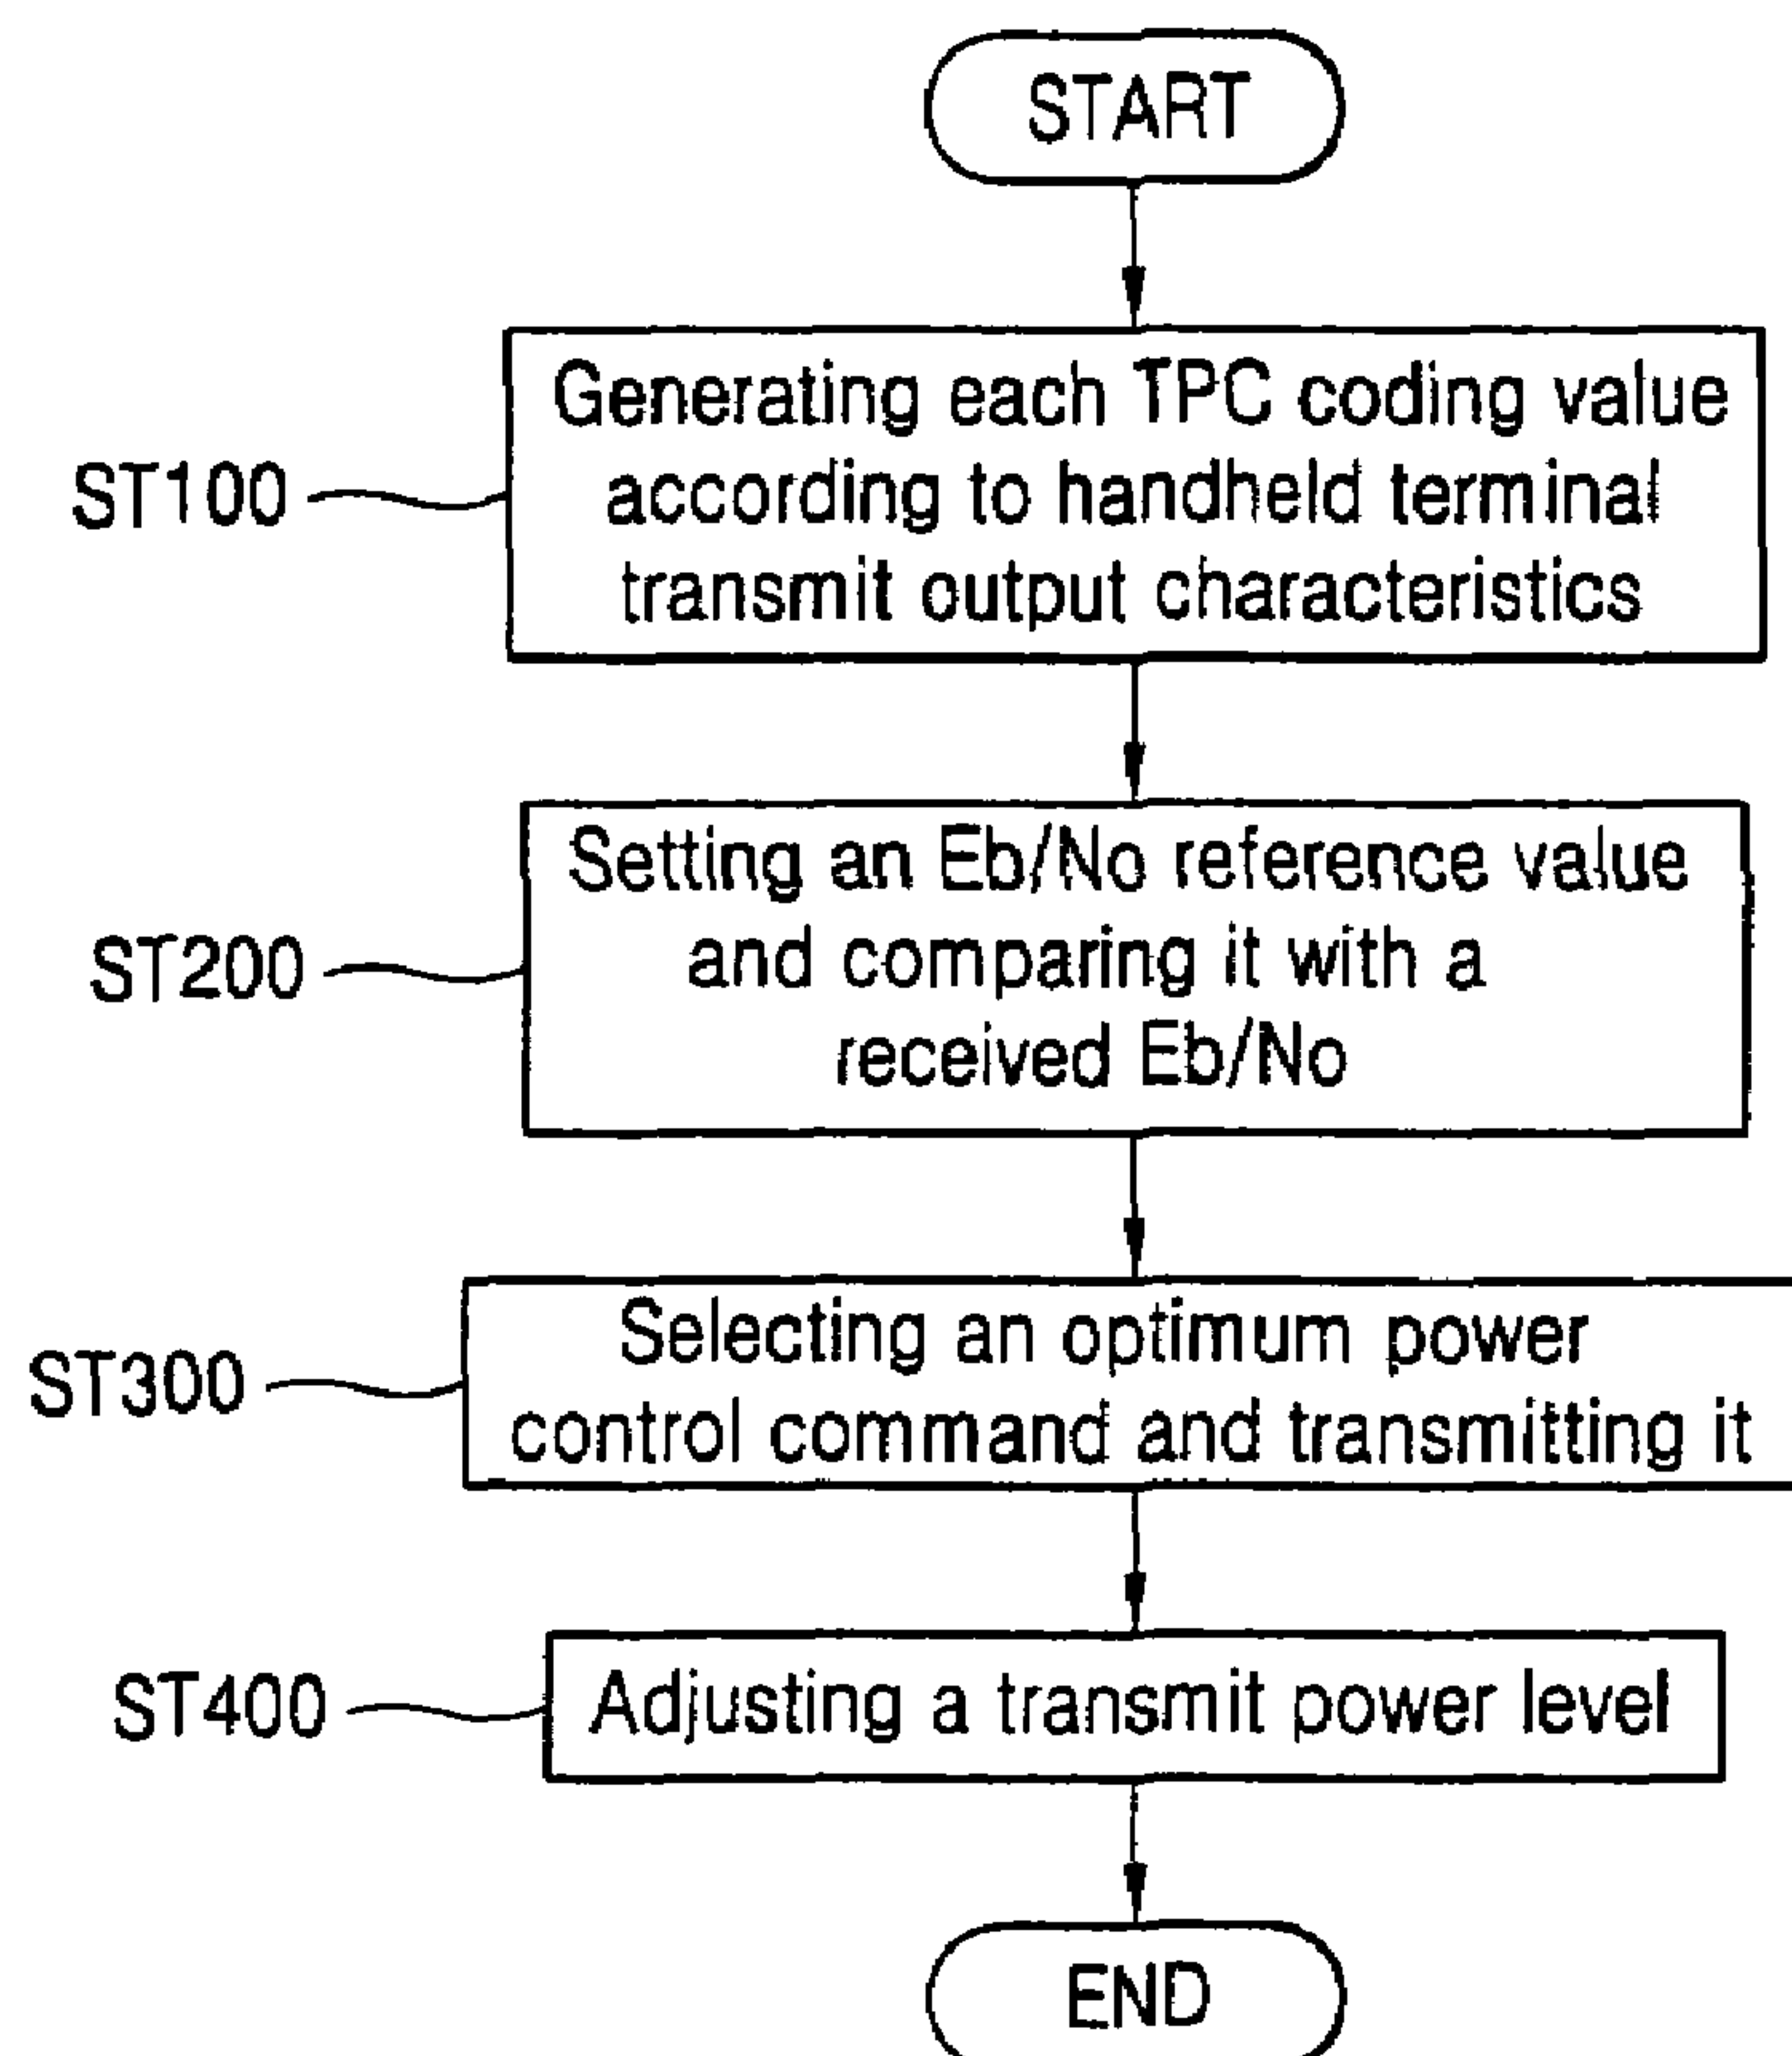 START
Generating each TPC coding value
according to handheld terminal
transmit output characteristics
ST100
Setting an Eb/No reference value
and comparing it with a
received Eb/No
ST200
Selecting an optimum power
control command and transmitting it
ST300
Adjusting a transmit power level
ST400
END